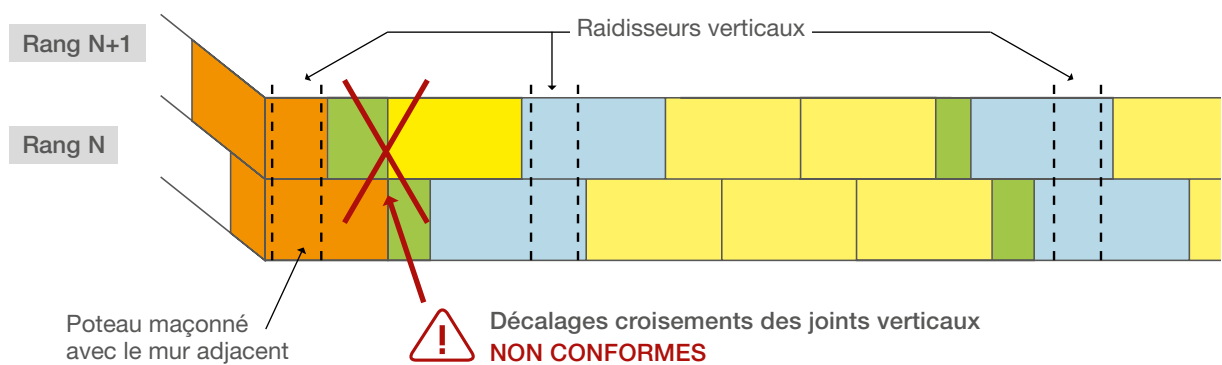 Rang N+1
Raidisseurs verticaux
Rang N
Poteau maçonné
avec le mur adjacent
!
Décalages croisements des joints verticaux
NON CONFORMES